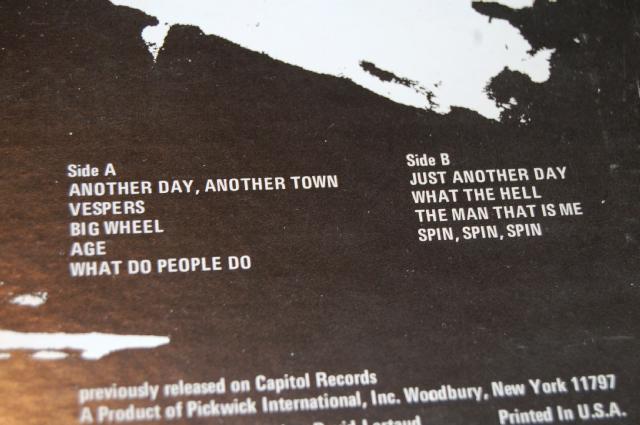 Side A
ANOTHER DAY, ANOTHER TOWN
VESPERS
BIG WHEEL
AGE
WHAT DO PEOPLE DO
Side B
JUST ANOTHER DAY
WHAT THE HELL
THE MAN THAT IS ME
SPIN, SPIN, SPIN
previously released on Capitol Records
A Product of Pickwick International, Inc. Woodbury, New York 11797
David
Printed In U.S.A.